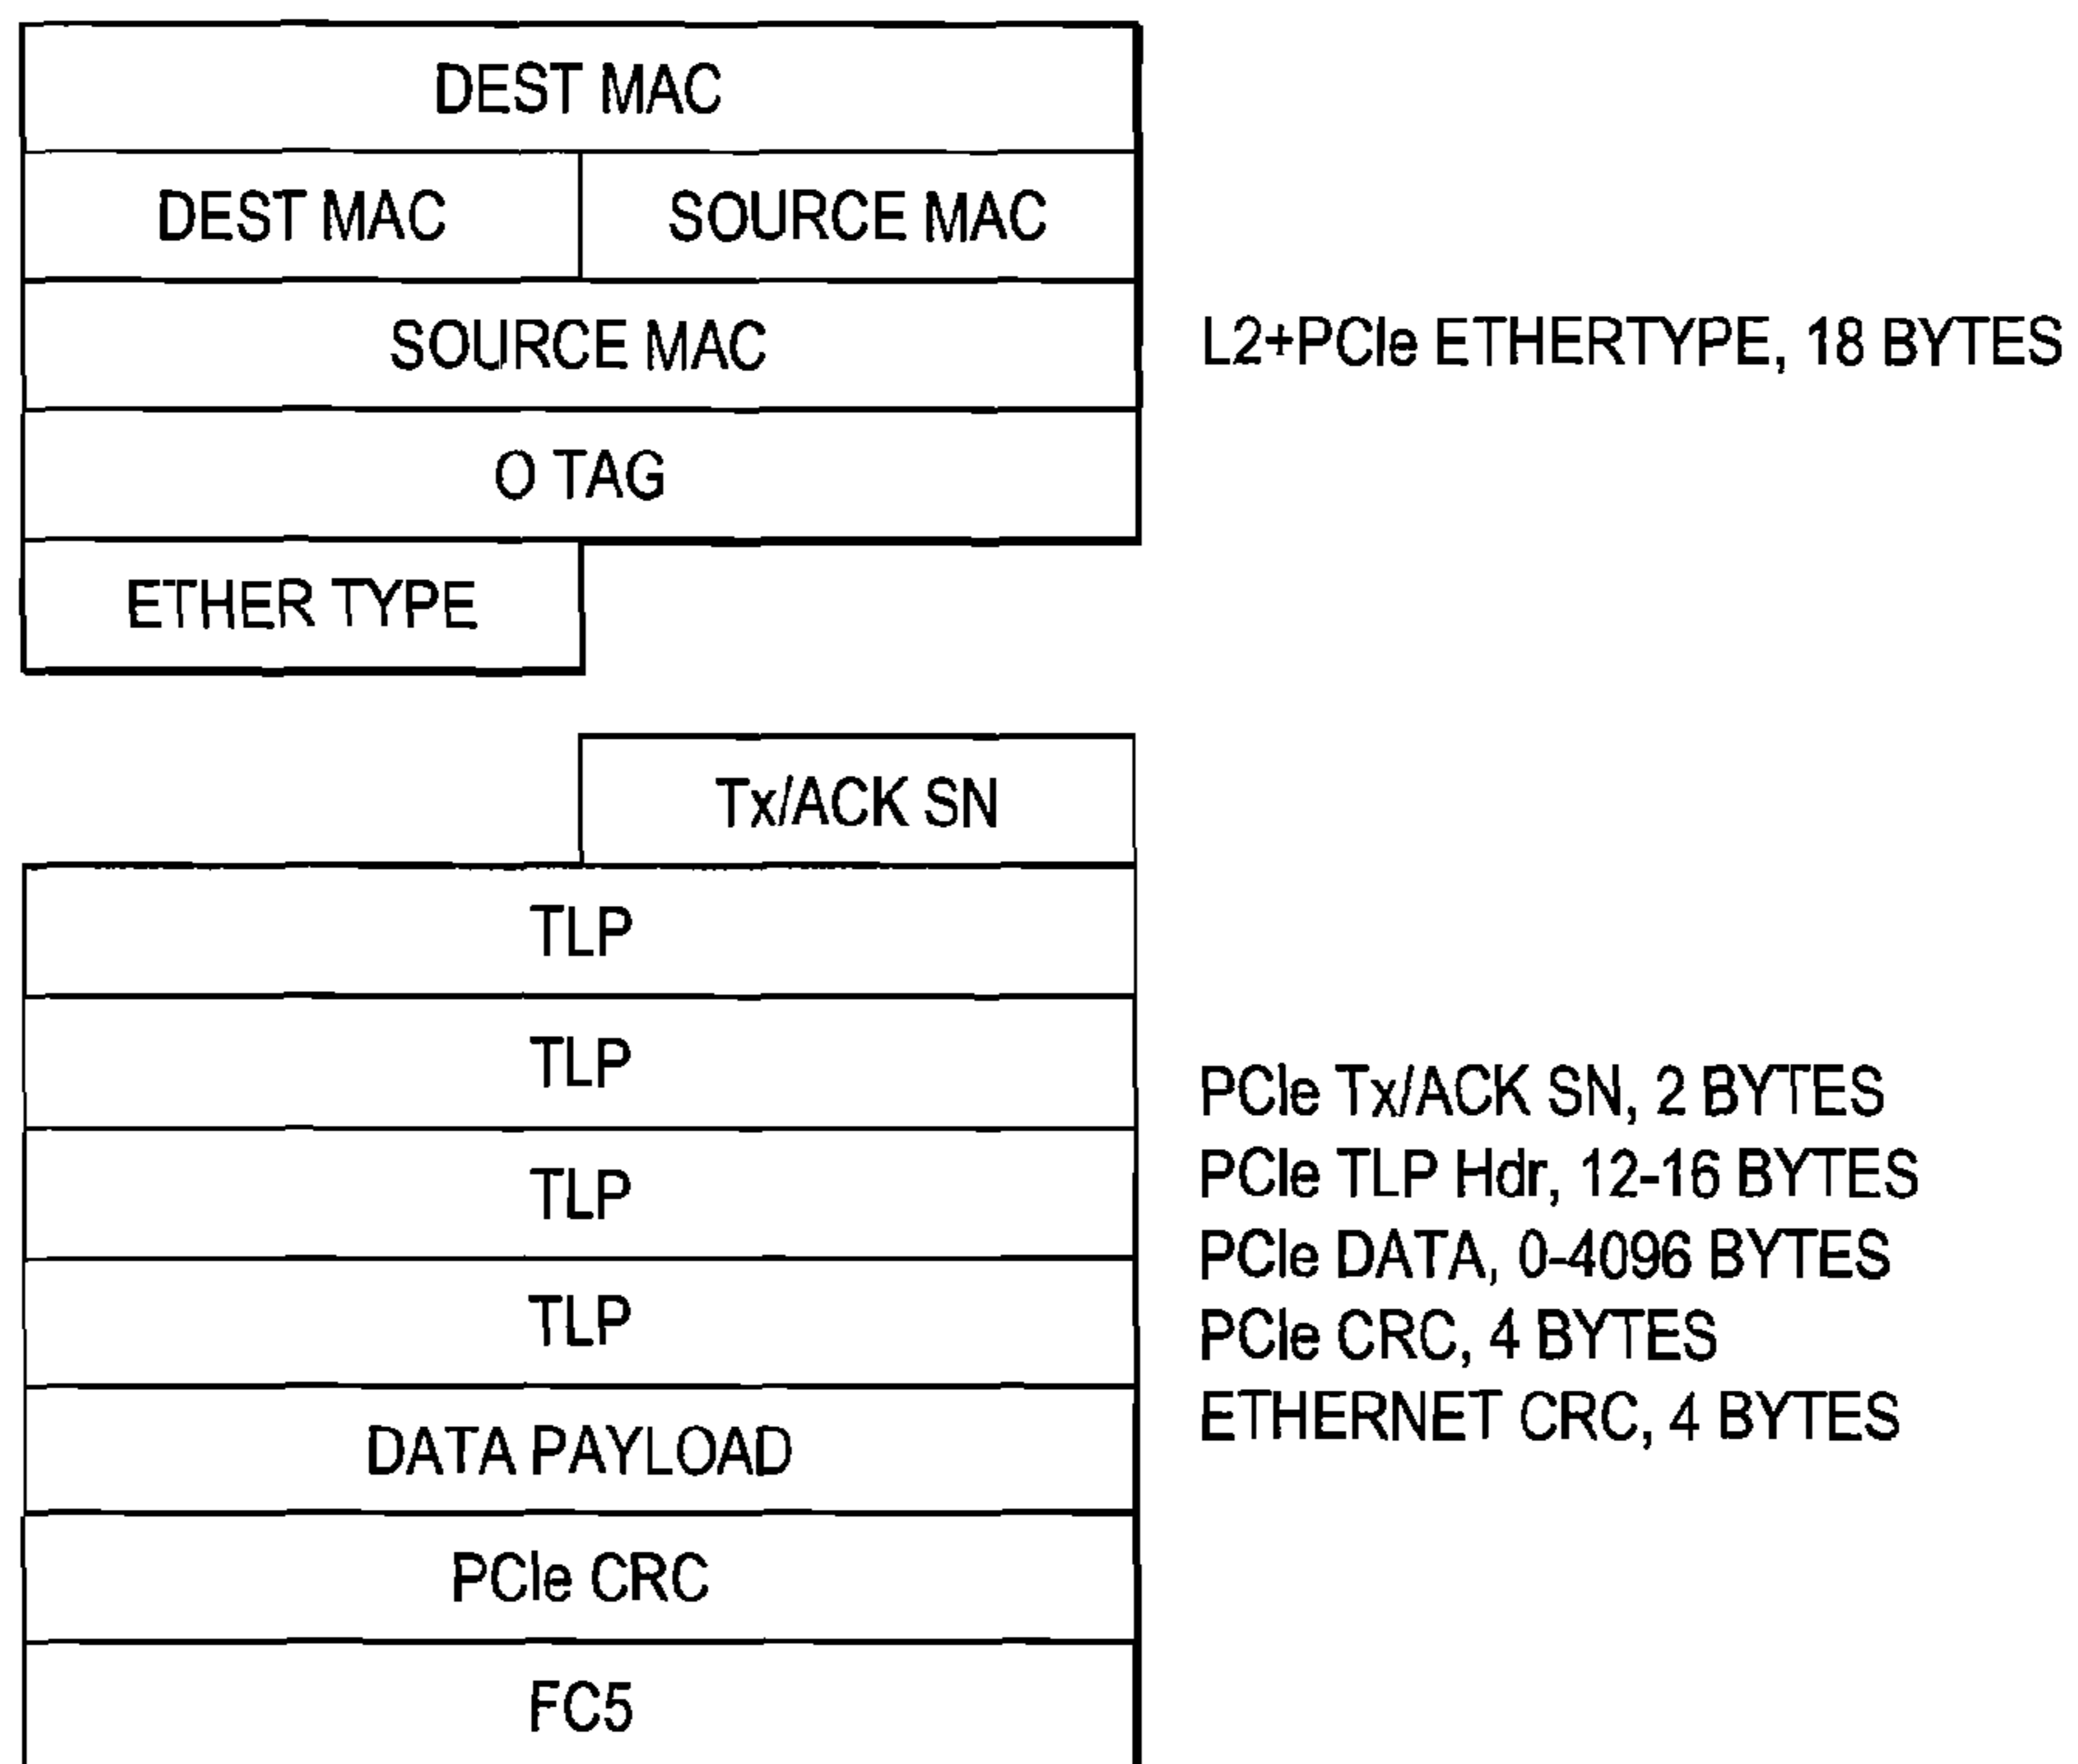 DEST MAC
DEST MAC SOURCE MAC
SOURCE MAC
O TAG
ETHER TYPE
L2+PCIe ETHERTYPE, 18 BYTES
Tx/ACK SN
TLP
TLP
TLP
TLP
DATA PAYLOAD
PCIe CRC
FC5
PCIe Tx/ACK SN, 2 BYTES
PCIe TLP Hdr, 12-16 BYTES
PCIe DATA, 0-4096 BYTES
PCIe CRC, 4 BYTES
ETHERNET CRC, 4 BYTES